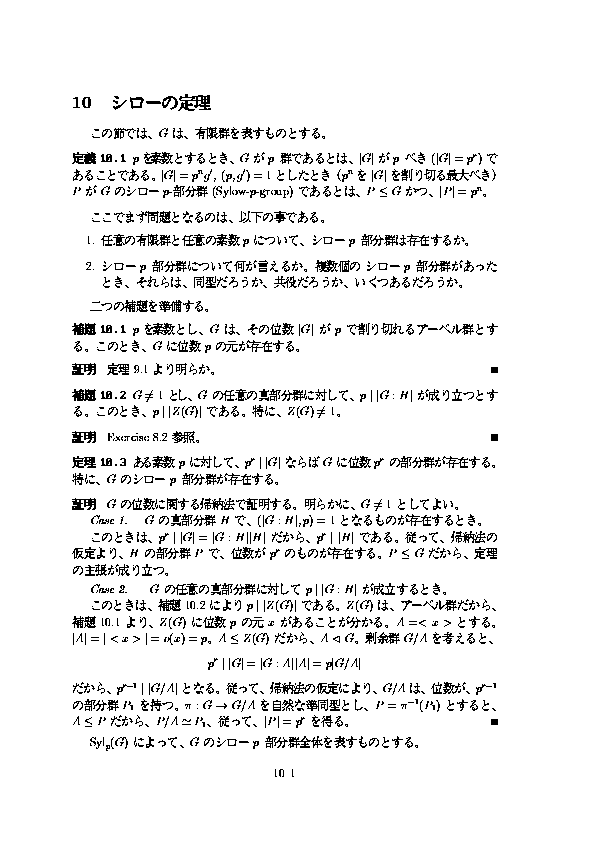 10 シローの定理
この節では、G は、有限群を表すものとする。
定義 10.1 p を素数とするとき、G が p 群であるとは、|G| が p べき (|G| = pʳ) で
あることである。|G| = pⁿg′, (p, g′) = 1 としたとき（pⁿ を |G| を割り切る最大べき）
P が G のシロー p-部分群 (Sylow-p-group) であるとは、P ≤ G かつ、|P| = pⁿ。
ここでまず問題となるのは、以下の事である。
1. 任意の有限群と任意の素数 p について、シロー p 部分群は存在するか。
2. シロー p 部分群について何が言えるか。複数個の シロー p 部分群があった
とき、それらは、同型だろうか、共役だろうか、いくつあるだろうか。
二つの補題を準備する。
補題 10.1 p を素数とし、G は、その位数 |G| が p で割り切れるアーベル群とす
る。このとき、G に位数 p の元が存在する。
証明 定理 9.1 より明らか。 ■
補題 10.2 G ≠ 1 とし、G の任意の真部分群に対して、p | |G : H| が成り立つとす
る。このとき、p | |Z(G)| である。特に、Z(G) ≠ 1。
証明 Exercise 8.2 参照。 ■
定理 10.3 ある素数 p に対して、pʳ | |G| ならば G に位数 pʳ の部分群が存在する。
特に、G のシロー p 部分群が存在する。
証明 G の位数に関する帰納法で証明する。明らかに、G ≠ 1 としてよい。
Case 1. G の真部分群 H で、(|G : H|, p) = 1 となるものが存在するとき。
このときは、pʳ | |G| = |G : H||H| だから、pʳ | |H| である。従って、帰納法の
仮定より、H の部分群 P で、位数が pʳ のものが存在する。P ≤ G だから、定理
の主張が成り立つ。
Case 2. G の任意の真部分群に対して p | |G : H| が成立するとき。
このときは、補題 10.2 により p | |Z(G)| である。Z(G) は、アーベル群だから、
補題 10.1 より、Z(G) に位数 p の元 x があることが分かる。A =< x > とする。
|A| = | < x > | = o(x) = p。A ≤ Z(G) だから、A ⊲ G。剰余群 G/A を考えると、
pʳ | |G| = |G : A||A| = p|G/A|
だから、pʳ⁻¹ | |G/A| となる。従って、帰納法の仮定により、G/A は、位数が、pʳ⁻¹
の部分群 P₁ を持つ。π : G → G/A を自然な準同型とし、P = π⁻¹(P₁) とすると、
A ≤ P だから、P/A ≃ P₁、従って、|P| = pʳ を得る。 ■
Sylₚ(G) によって、G のシロー p 部分群全体を表すものとする。
10–1